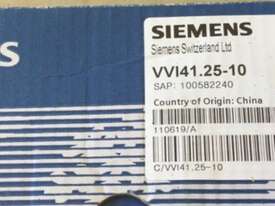 SIEMENS
Siemens Switzerland Ltd
VVI41.25-10
SAP: 100582240
Country of Origin: China
110619/A
C/VVI41.25-10